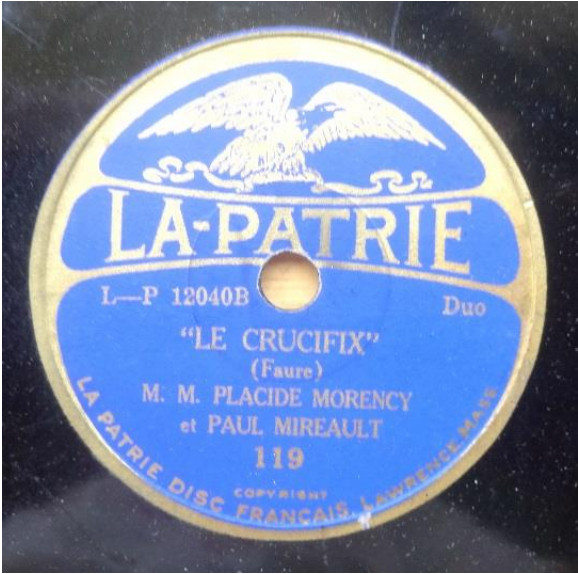 LA-PATRIE
L—P 12040B Duo
"LE CRUCIFIX"
(Faure)
M. M. PLACIDE MORENCY
et PAUL MIREAULT
119
COPYRIGHT
LA PATRIE DISC FRANCAIS, LAWRENCE, MASS